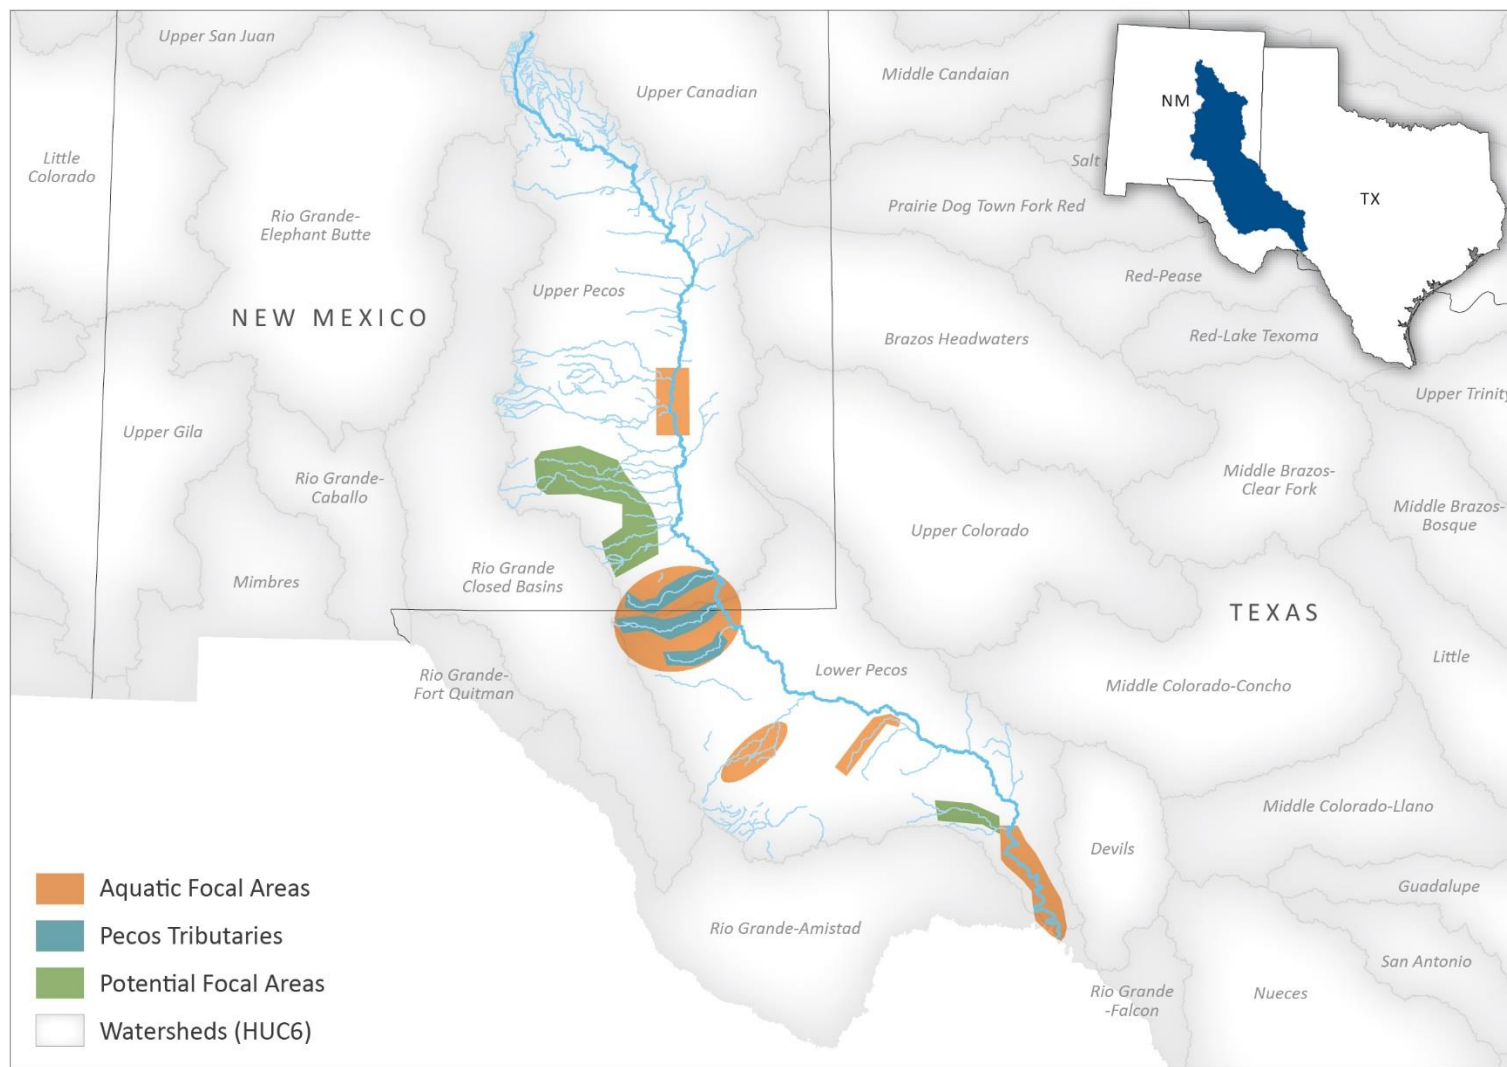 Upper San Juan
Upper Canadian
Middle Candaian
NM
TX
Little
Colorado
Salt
Rio Grande-
Elephant Butte
Prairie Dog Town Fork Red
Upper Pecos
Red-Pease
NEW MEXICO
Brazos Headwaters
Red-Lake Texoma
Upper Trinity
Upper Gila
Rio Grande-
Caballo
Middle Brazos-
Clear Fork
Middle Brazos-
Bosque
Upper Colorado
Mimbres
Rio Grande
Closed Basins
TEXAS
Little
Rio Grande-
Fort Quitman
Lower Pecos
Middle Colorado-Concho
Middle Colorado-Llano
Devils
Guadalupe
Rio Grande-Amistad
San Antonio
Rio Grande
-Falcon
Nueces
Aquatic Focal Areas
Pecos Tributaries
Potential Focal Areas
Watersheds (HUC6)